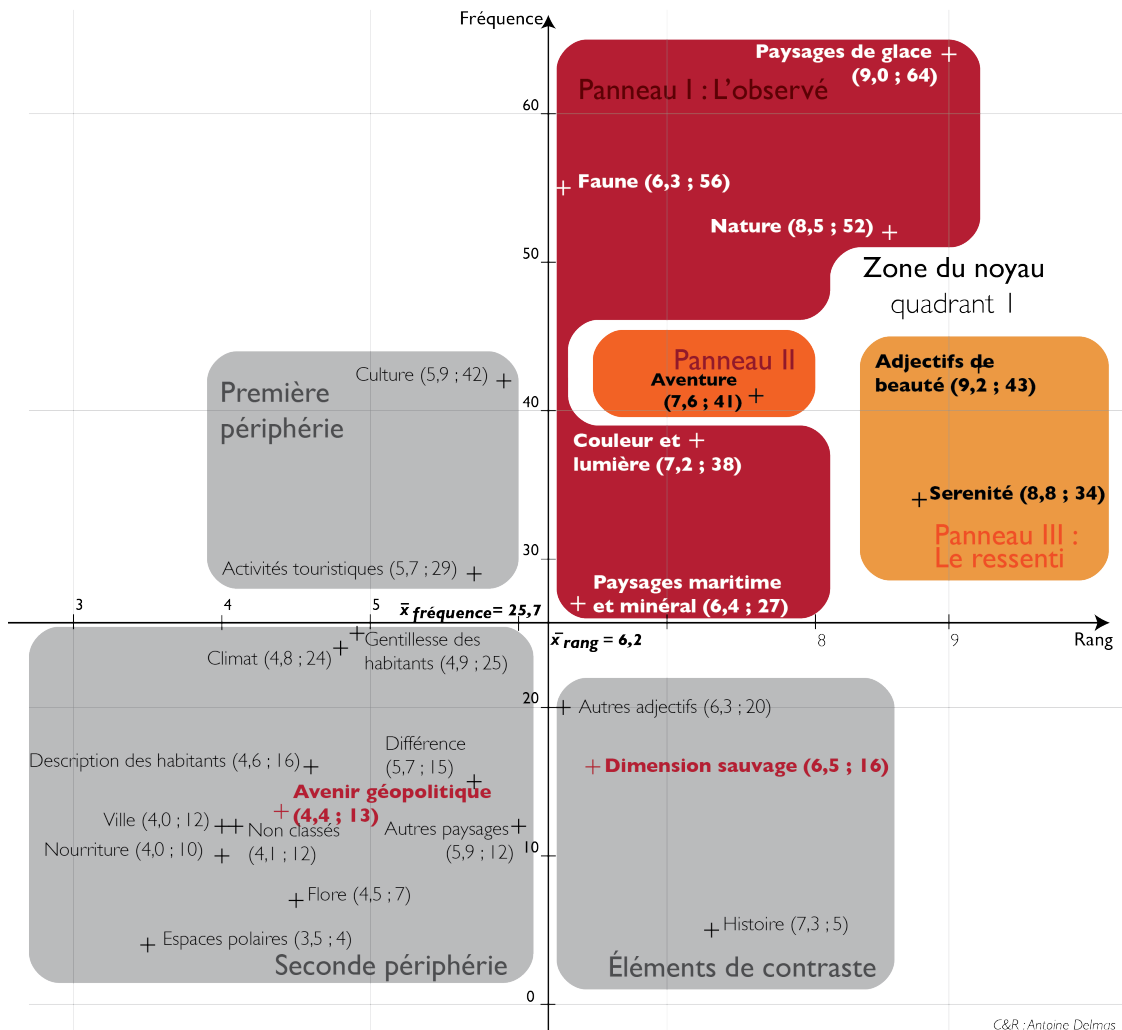 Fréquence
Paysages de glace
(9,0 ; 64)
Panneau I : L'observé
60
Faune (6,3 ; 56)
Nature (8,5 ; 52)
50
Zone du noyau
quadrant 1
Panneau II
Aventure
(7,6 ; 41)
Adjectifs de
beauté (9,2 ; 43)
Culture (5,9 ; 42)
Première
périphérie
40
Couleur et
lumière (7,2 ; 38)
Serenité (8,8 ; 34)
Panneau III :
Le ressenti
30
Activités touristiques (5,7 ; 29)
Paysages maritime
et minéral (6,4 ; 27)
3
4
5
x̄ fréquence = 25,7
x̄ rang = 6,2
8
9
Rang
Gentillesse des
habitants (4,9 ; 25)
Climat (4,8 ; 24)
20
Autres adjectifs (6,3 ; 20)
Différence
(5,7 ; 15)
Description des habitants (4,6 ; 16)
Dimension sauvage (6,5 ; 16)
Avenir géopolitique
(4,4 ; 13)
Ville (4,0 ; 12)
Non classés
(4,1 ; 12)
Autres paysages
(5,9 ; 12)
10
Nourriture (4,0 ; 10)
Flore (4,5 ; 7)
Histoire (7,3 ; 5)
Espaces polaires (3,5 ; 4)
Seconde périphérie
Éléments de contraste
0
C&R : Antoine Delmas